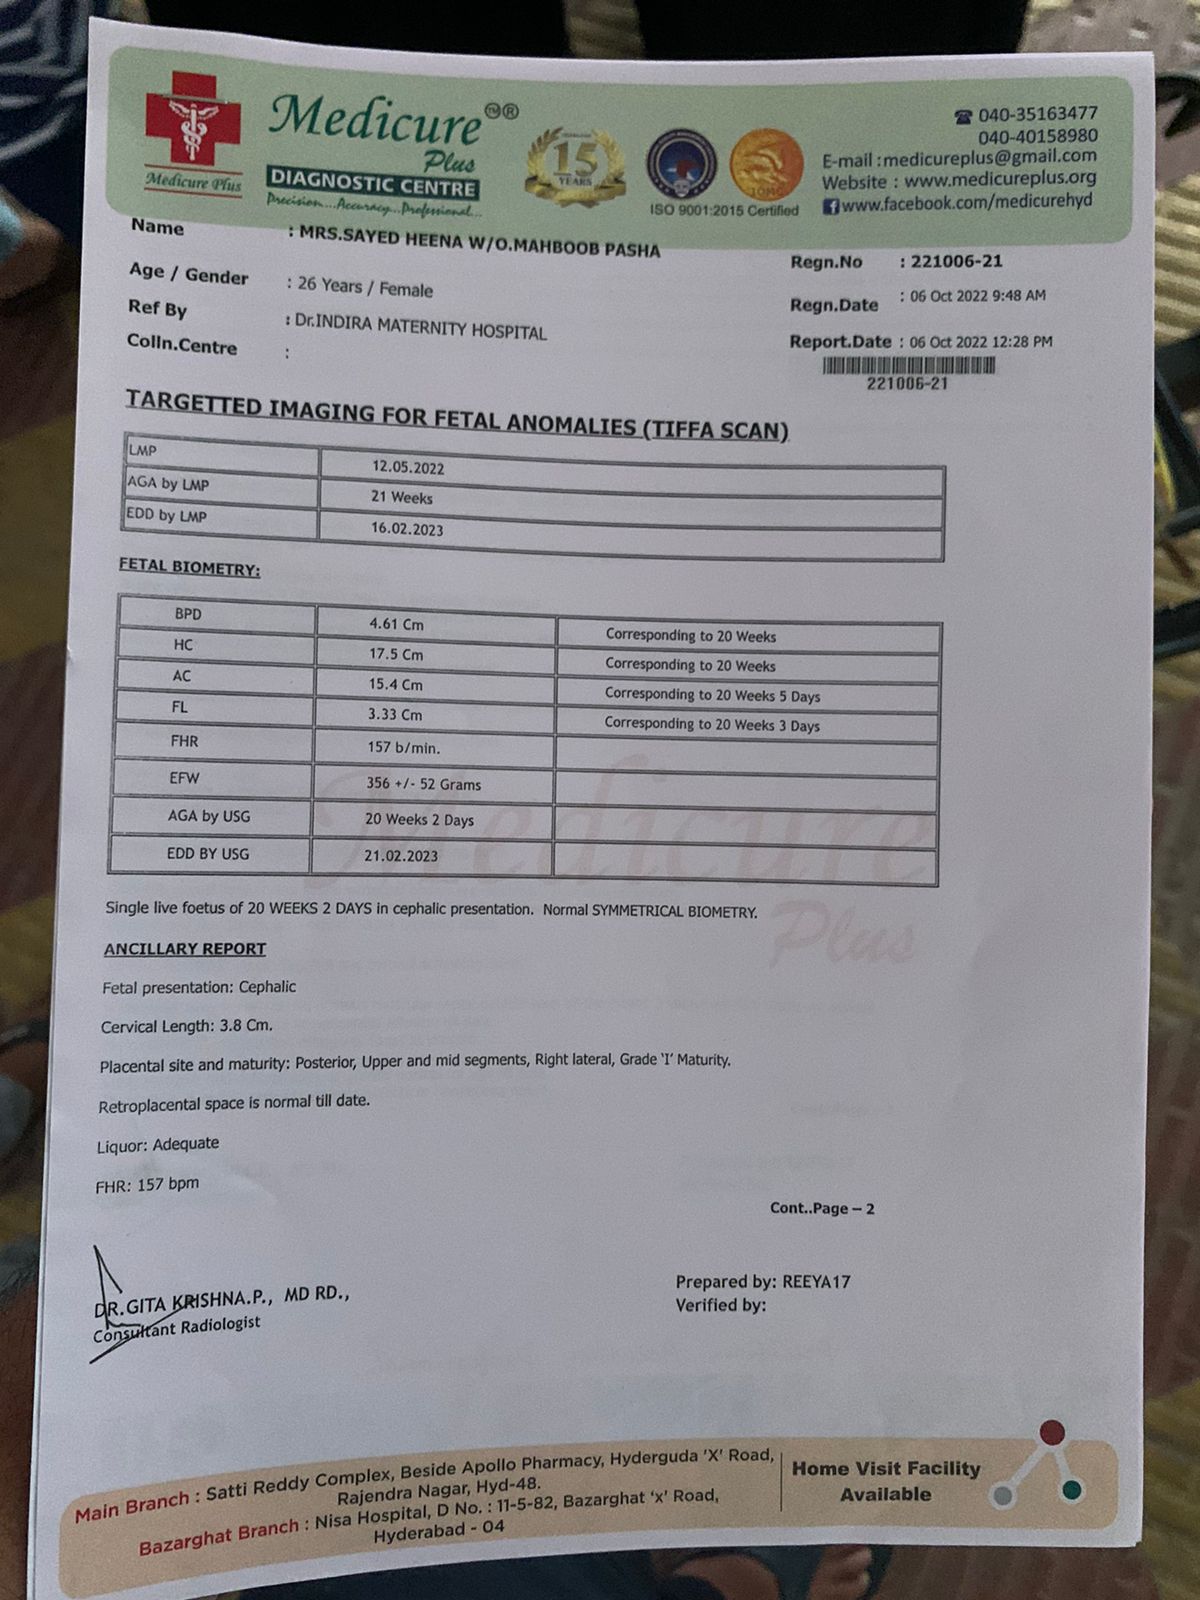 Medicure Plus ™®
DIAGNOSTIC CENTRE
Precision...Accuracy...Professional...
Medicure Plus
15 YEARS
ISO 9001:2015 Certified
040-35163477
040-40158980
E-mail :medicureplus@gmail.com
Website : www.medicureplus.org
www.facebook.com/medicurehyd
Name : MRS.SAYED HEENA W/O.MAHBOOB PASHA
Age / Gender : 26 Years / Female
Ref By : Dr.INDIRA MATERNITY HOSPITAL
Colln.Centre :
Regn.No : 221006-21
Regn.Date : 06 Oct 2022 9:48 AM
Report.Date : 06 Oct 2022 12:28 PM
221006-21
TARGETTED IMAGING FOR FETAL ANOMALIES (TIFFA SCAN)
LMP 12.05.2022
AGA by LMP 21 Weeks
EDD by LMP 16.02.2023
FETAL BIOMETRY:
BPD 4.61 Cm Corresponding to 20 Weeks
HC 17.5 Cm Corresponding to 20 Weeks
AC 15.4 Cm Corresponding to 20 Weeks 5 Days
FL 3.33 Cm Corresponding to 20 Weeks 3 Days
FHR 157 b/min.
EFW 356 +/- 52 Grams
AGA by USG 20 Weeks 2 Days
EDD BY USG 21.02.2023
Medicure Plus
Single live foetus of 20 WEEKS 2 DAYS in cephalic presentation. Normal SYMMETRICAL BIOMETRY.
ANCILLARY REPORT
Fetal presentation: Cephalic
Cervical Length: 3.8 Cm.
Placental site and maturity: Posterior, Upper and mid segments, Right lateral, Grade 'I' Maturity.
Retroplacental space is normal till date.
Liquor: Adequate
FHR: 157 bpm
Cont..Page – 2
DR.GITA KRISHNA.P., MD RD.,
Consultant Radiologist
Prepared by: REEYA17
Verified by:
Main Branch : Satti Reddy Complex, Beside Apollo Pharmacy, Hyderguda 'X' Road,
Rajendra Nagar, Hyd-48.
Bazarghat Branch : Nisa Hospital, D No. : 11-5-82, Bazarghat 'x' Road,
Hyderabad - 04
Home Visit Facility
Available